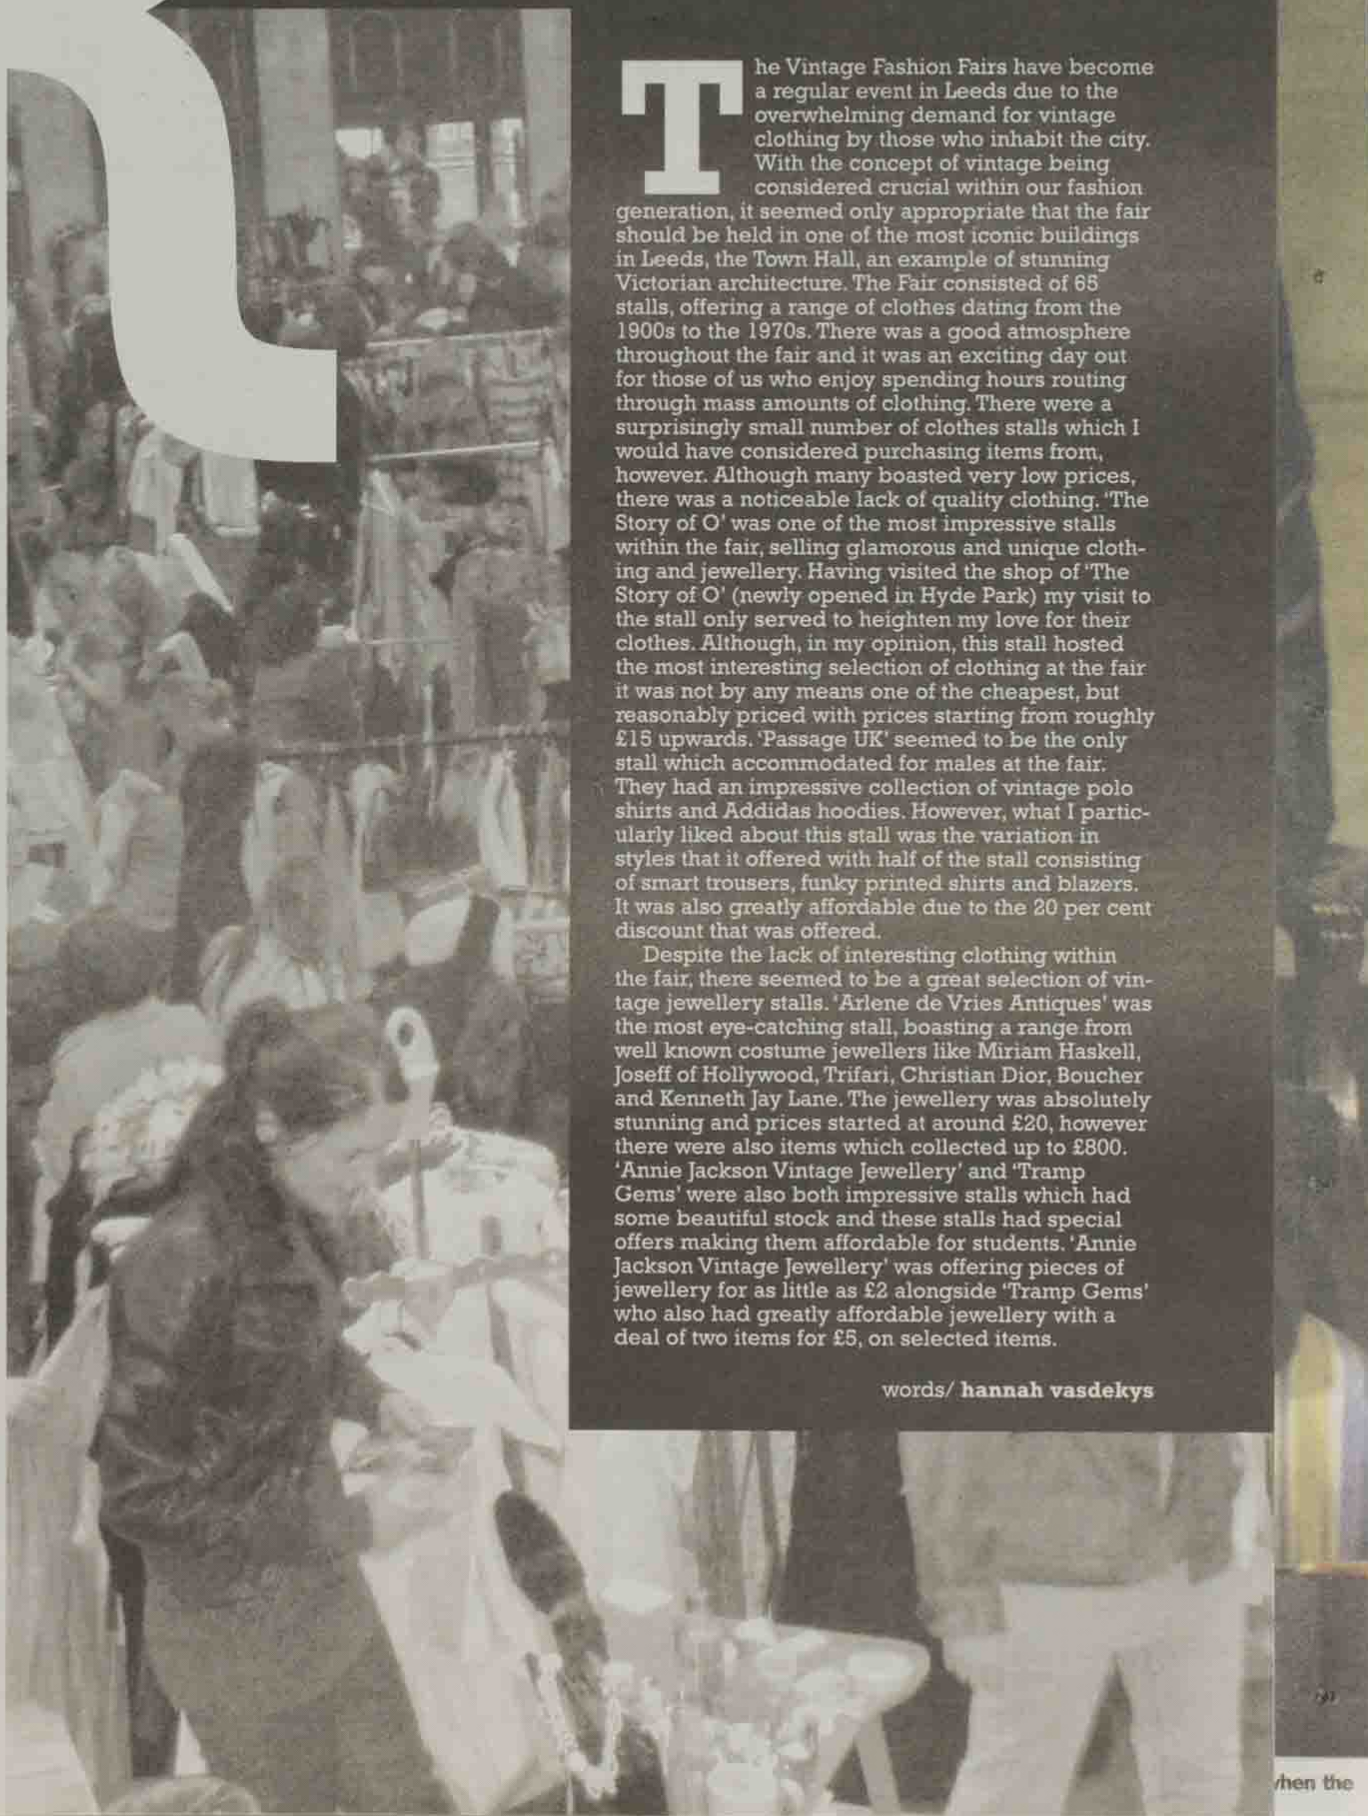 The Vintage Fashion Fairs have become
a regular event in Leeds due to the
overwhelming demand for vintage
clothing by those who inhabit the city.
With the concept of vintage being
considered crucial within our fashion
generation, it seemed only appropriate that the fair
should be held in one of the most iconic buildings
in Leeds, the Town Hall, an example of stunning
Victorian architecture. The Fair consisted of 65
stalls, offering a range of clothes dating from the
1900s to the 1970s. There was a good atmosphere
throughout the fair and it was an exciting day out
for those of us who enjoy spending hours routing
through mass amounts of clothing. There were a
surprisingly small number of clothes stalls which I
would have considered purchasing items from,
however. Although many boasted very low prices,
there was a noticeable lack of quality clothing. 'The
Story of O' was one of the most impressive stalls
within the fair, selling glamorous and unique cloth-
ing and jewellery. Having visited the shop of 'The
Story of O' (newly opened in Hyde Park) my visit to
the stall only served to heighten my love for their
clothes. Although, in my opinion, this stall hosted
the most interesting selection of clothing at the fair
it was not by any means one of the cheapest, but
reasonably priced with prices starting from roughly
£15 upwards. 'Passage UK' seemed to be the only
stall which accommodated for males at the fair.
They had an impressive collection of vintage polo
shirts and Addidas hoodies. However, what I partic-
ularly liked about this stall was the variation in
styles that it offered with half of the stall consisting
of smart trousers, funky printed shirts and blazers.
It was also greatly affordable due to the 20 per cent
discount that was offered.
Despite the lack of interesting clothing within
the fair, there seemed to be a great selection of vin-
tage jewellery stalls. 'Arlene de Vries Antiques' was
the most eye-catching stall, boasting a range from
well known costume jewellers like Miriam Haskell,
Joseff of Hollywood, Trifari, Christian Dior, Boucher
and Kenneth Jay Lane. The jewellery was absolutely
stunning and prices started at around £20, however
there were also items which collected up to £800.
'Annie Jackson Vintage Jewellery' and 'Tramp
Gems' were also both impressive stalls which had
some beautiful stock and these stalls had special
offers making them affordable for students. 'Annie
Jackson Vintage Jewellery' was offering pieces of
jewellery for as little as £2 alongside 'Tramp Gems'
who also had greatly affordable jewellery with a
deal of two items for £5, on selected items.
words/ hannah vasdekys
the